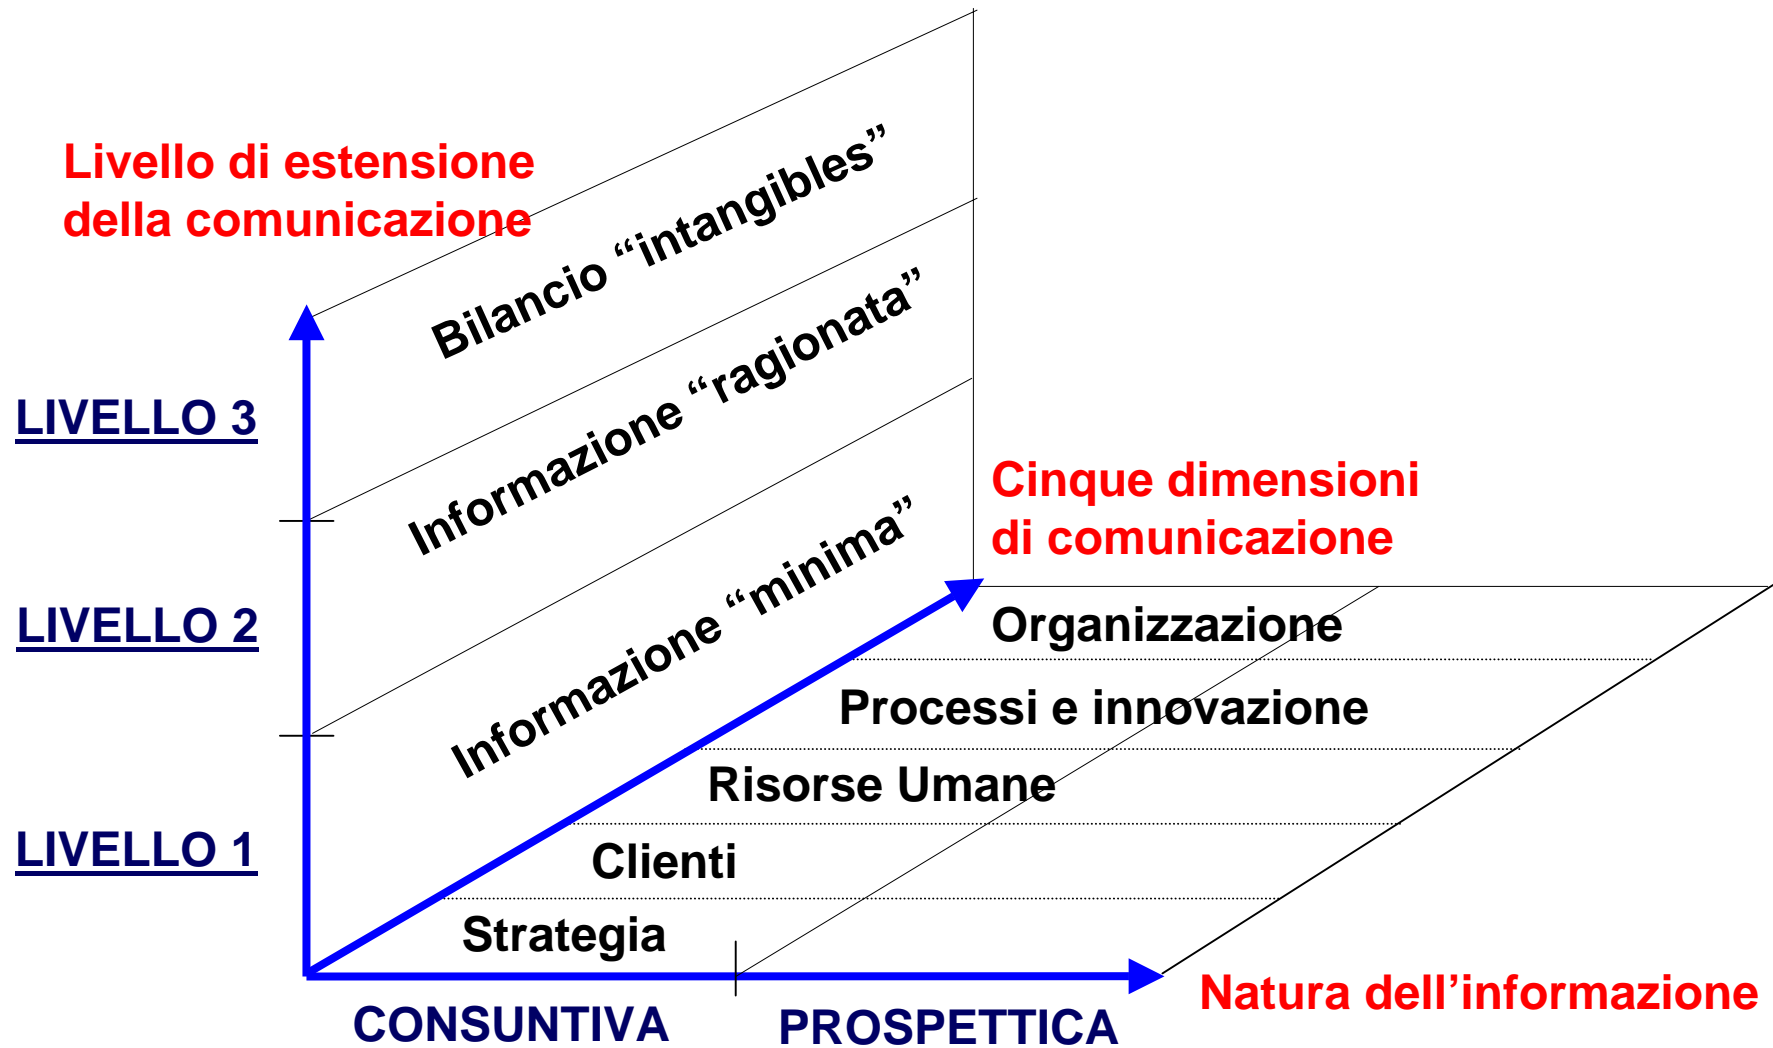 Livello di estensione
della comunicazione
Bilancio “intangibles”
Informazione “ragionata”
Informazione “minima”
LIVELLO 3
LIVELLO 2
LIVELLO 1
Cinque dimensioni
di comunicazione
Organizzazione
Processi e innovazione
Risorse Umane
Clienti
Strategia
Natura dell’informazione
CONSUNTIVA
PROSPETTICA